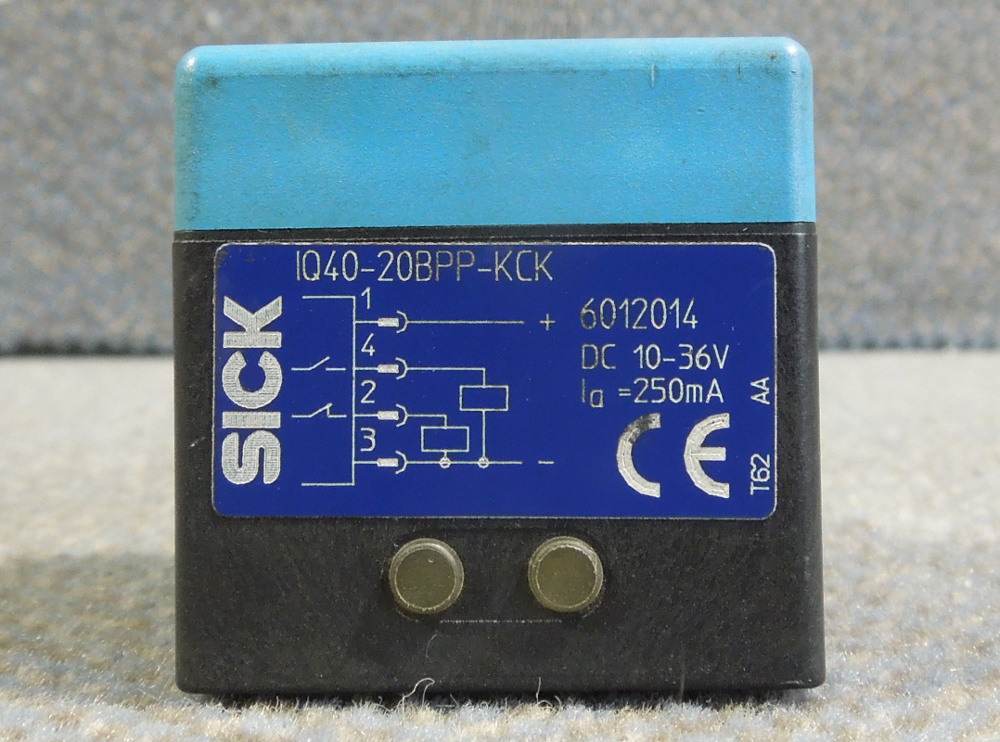 IQ40-20BPP-KCK
SICK
1
+
4
2
3
-
6012014
DC 10-36V
Ia =250mA
CE
T62 AA